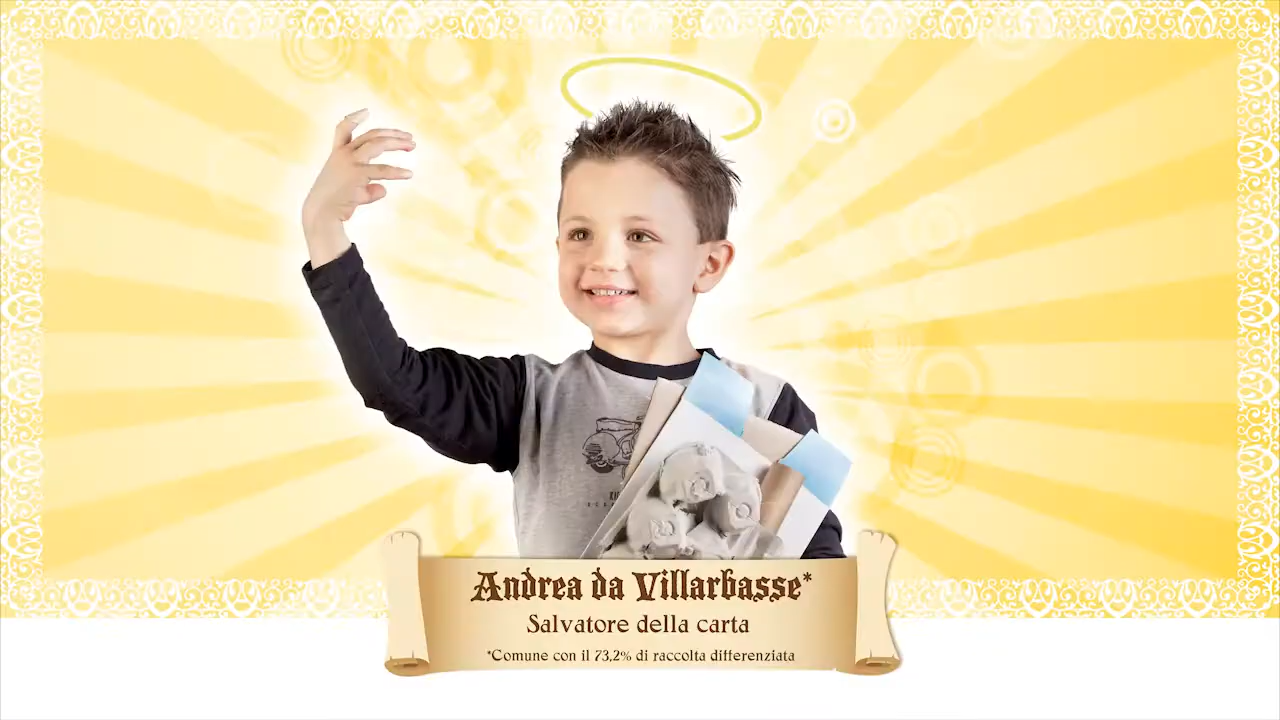 Andrea da Villarbasse*
Salvatore della carta
*Comune con il 73,2% di raccolta differenziata